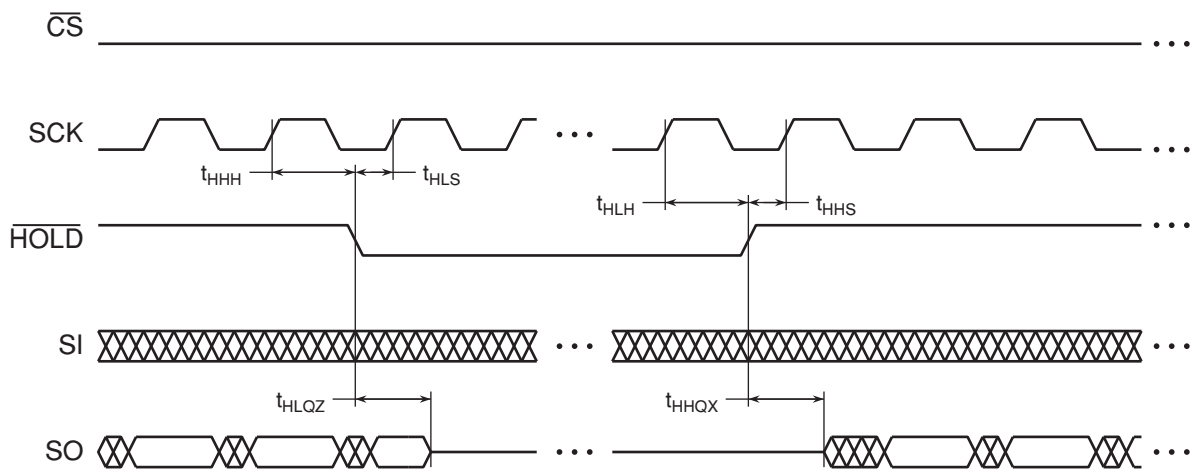 CS
SCK
tHHH
tHLS
tHLH
tHHS
HOLD
SI
tHLQZ
tHHQX
SO